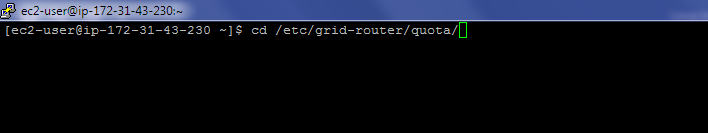 ec2-user@ip-172-31-43-230:~
[ec2-user@ip-172-31-43-230 ~]$ cd /etc/grid-router/quota/